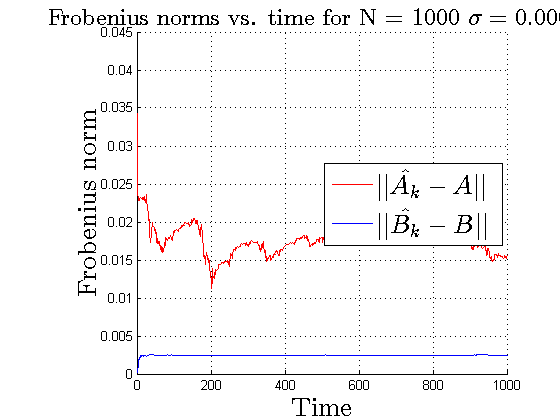 Frobenius norms vs. time for N = 1000 σ = 0.000
0.045
0.04
0.035
0.03
0.025
0.02
0.015
0.01
0.005
0
Frobenius norm
||Â_k − A||
||B̂_k − B||
0 200 400 600 800 1000
Time